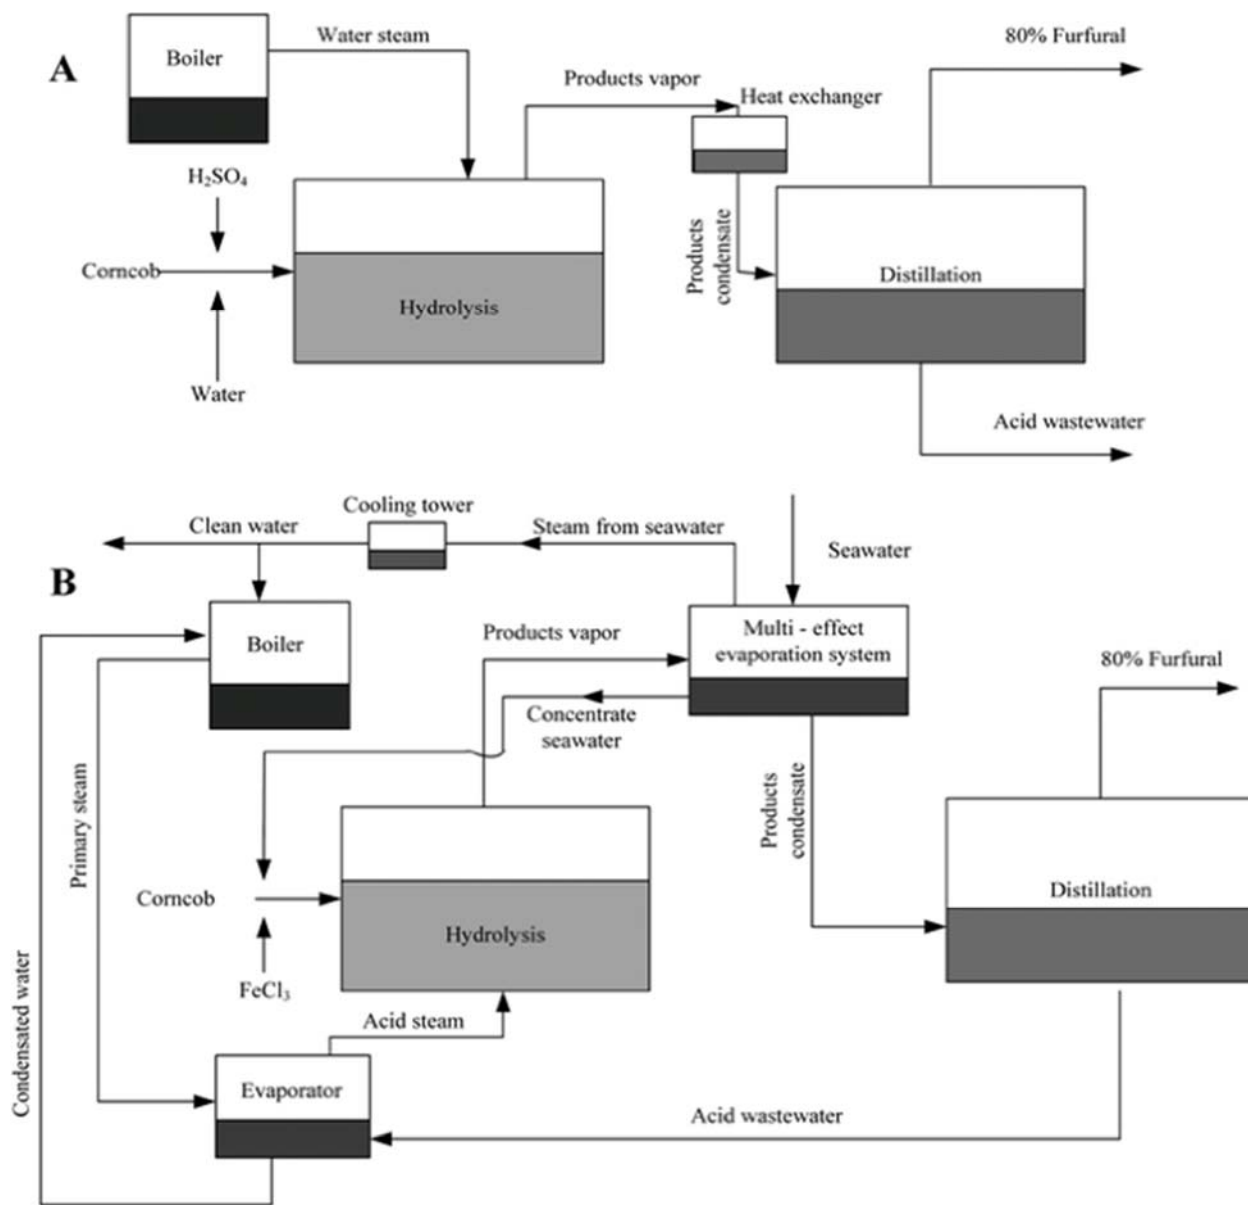 A
Boiler
Water steam
80% Furfural
Products vapor
Heat exchanger
H₂SO₄
Products
condensate
Corncob
Distillation
Hydrolysis
Water
Acid wastewater
Cooling tower
Clean water
Steam from seawater
Seawater
B
Boiler
Products vapor
Multi - effect
evaporation system
80% Furfural
Concentrate
seawater
Primary steam
Products
condensate
Corncob
Distillation
Hydrolysis
FeCl₃
Condensated water
Acid steam
Evaporator
Acid wastewater